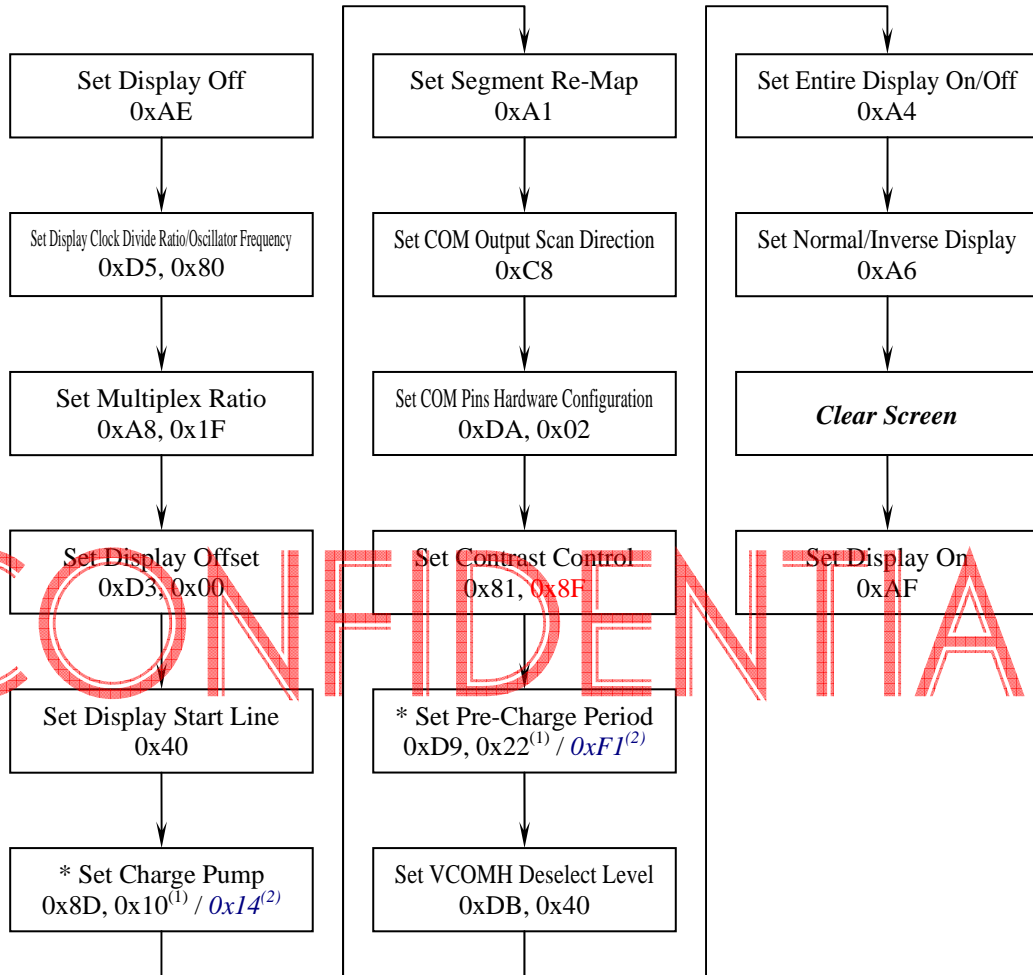 Set Display Off
0xAE
Set Display Clock Divide Ratio/Oscillator Frequency
0xD5, 0x80
Set Multiplex Ratio
0xA8, 0x1F
Set Display Offset
0xD3, 0x00
Set Display Start Line
0x40
* Set Charge Pump
0x8D, 0x10(1) / 0x14(2)
Set Segment Re-Map
0xA1
Set COM Output Scan Direction
0xC8
Set COM Pins Hardware Configuration
0xDA, 0x02
Set Contrast Control
0x81, 0x8F
* Set Pre-Charge Period
0xD9, 0x22(1) / 0xF1(2)
Set VCOMH Deselect Level
0xDB, 0x40
Set Entire Display On/Off
0xA4
Set Normal/Inverse Display
0xA6
Clear Screen
Set Display On
0xAF
CONFIDENTIA